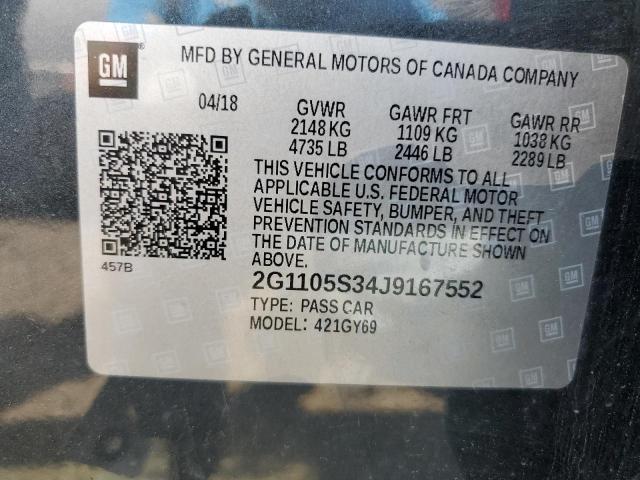 GM
MFD BY GENERAL MOTORS OF CANADA COMPANY
04/18
GVWR
2148 KG
4735 LB
GAWR FRT
1109 KG
2446 LB
GAWR RR
1038 KG
2289 LB
THIS VEHICLE CONFORMS TO ALL
APPLICABLE U.S. FEDERAL MOTOR
VEHICLE SAFETY, BUMPER, AND THEFT
PREVENTION STANDARDS IN EFFECT ON
THE DATE OF MANUFACTURE SHOWN
ABOVE.
457B
2G1105S34J9167552
TYPE: PASS CAR
MODEL: 421GY69